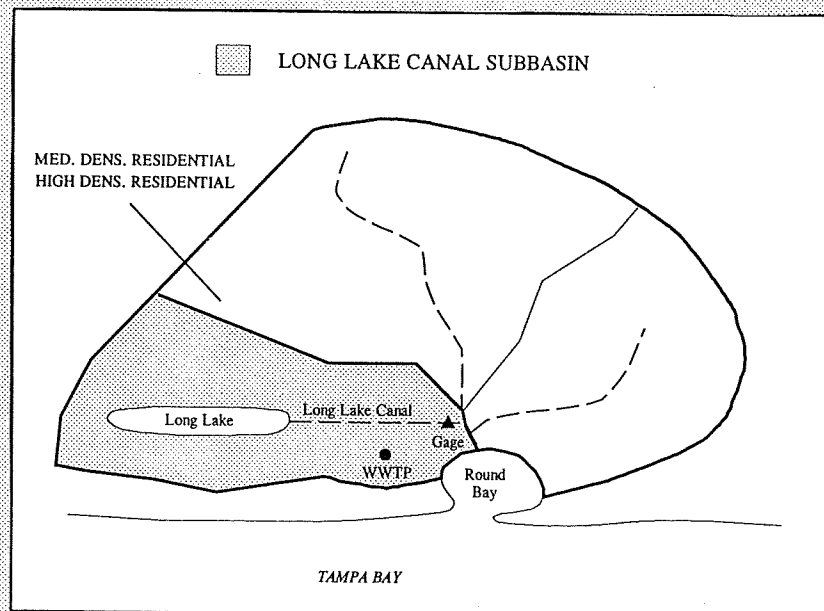 LONG LAKE CANAL SUBBASIN
MED. DENS. RESIDENTIAL
HIGH DENS. RESIDENTIAL
Long Lake
Long Lake Canal
Gage
WWTP
Round
Bay
TAMPA BAY